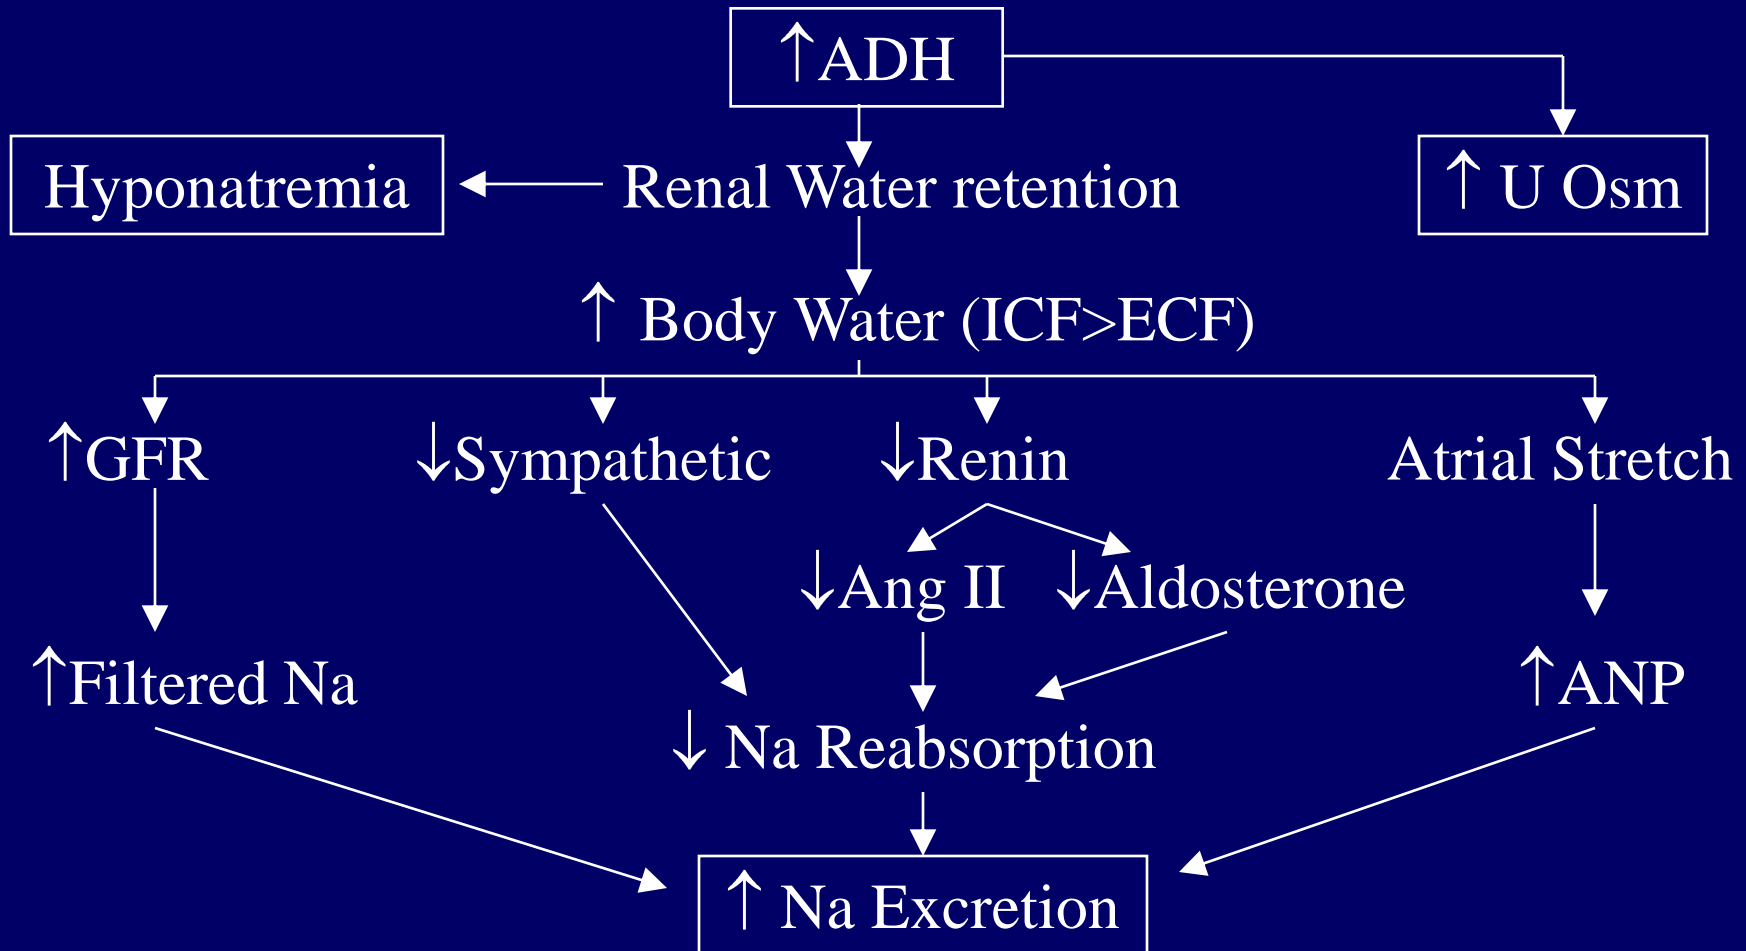 ↑ADH
Hyponatremia
Renal Water retention
↑ U Osm
↑ Body Water (ICF>ECF)
↑GFR
↓Sympathetic
↓Renin
Atrial Stretch
↓Ang II
↓Aldosterone
↑Filtered Na
↑ANP
↓ Na Reabsorption
↑ Na Excretion